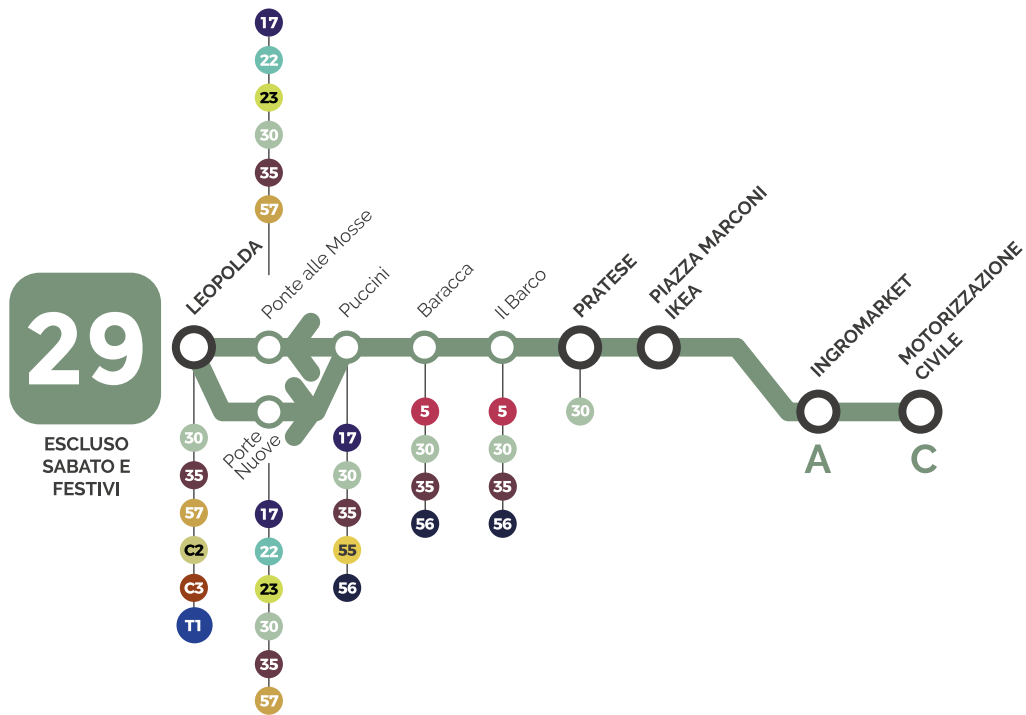 17
22
23
30
35
57
29
ESCLUSO
SABATO E
FESTIVI
LEOPOLDA
Ponte alle Mosse
Puccini
Baracca
Il Barco
PRATESE
PIAZZA MARCONI
IKEA
INGROMARKET
MOTORIZZAZIONE
CIVILE
A
C
Porte
Nuove
30
35
57
C2
C3
T1
17
22
23
30
35
57
17
30
35
55
56
5
30
35
56
5
30
35
56
30